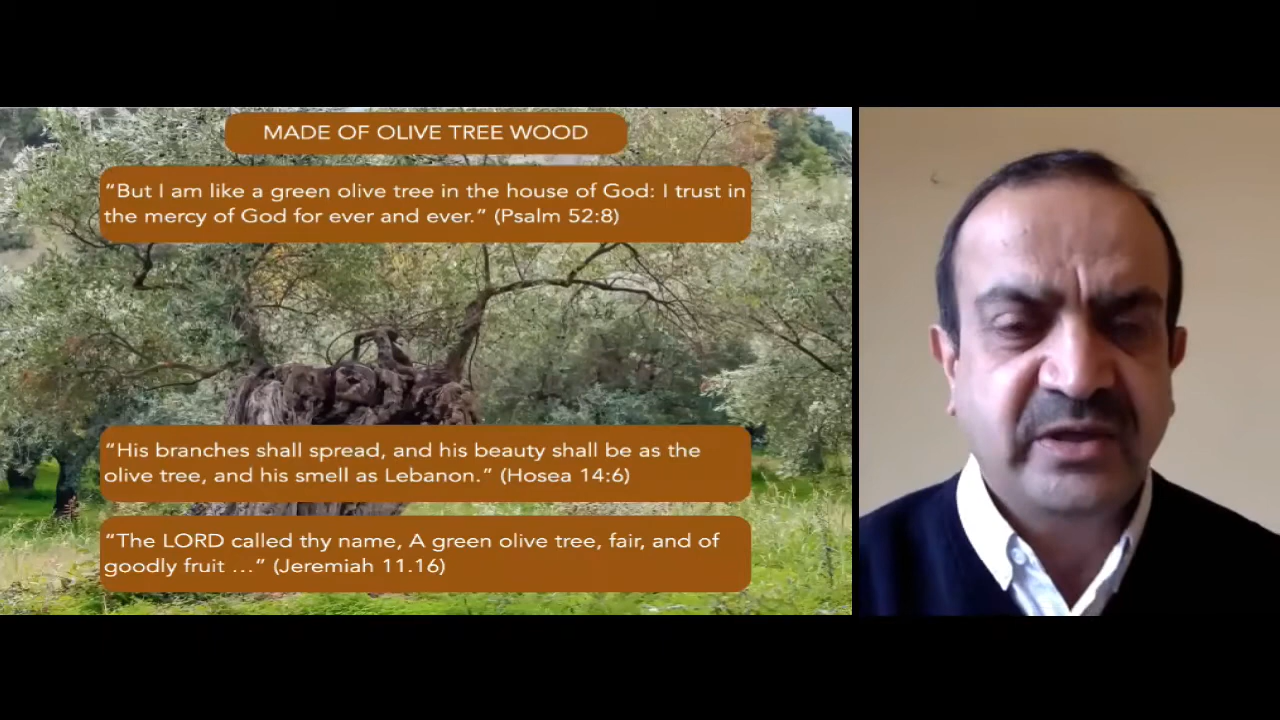 MADE OF OLIVE TREE WOOD
“But I am like a green olive tree in the house of God: I trust in
the mercy of God for ever and ever.” (Psalm 52:8)
“His branches shall spread, and his beauty shall be as the
olive tree, and his smell as Lebanon.” (Hosea 14:6)
“The LORD called thy name, A green olive tree, fair, and of
goodly fruit …” (Jeremiah 11.16)